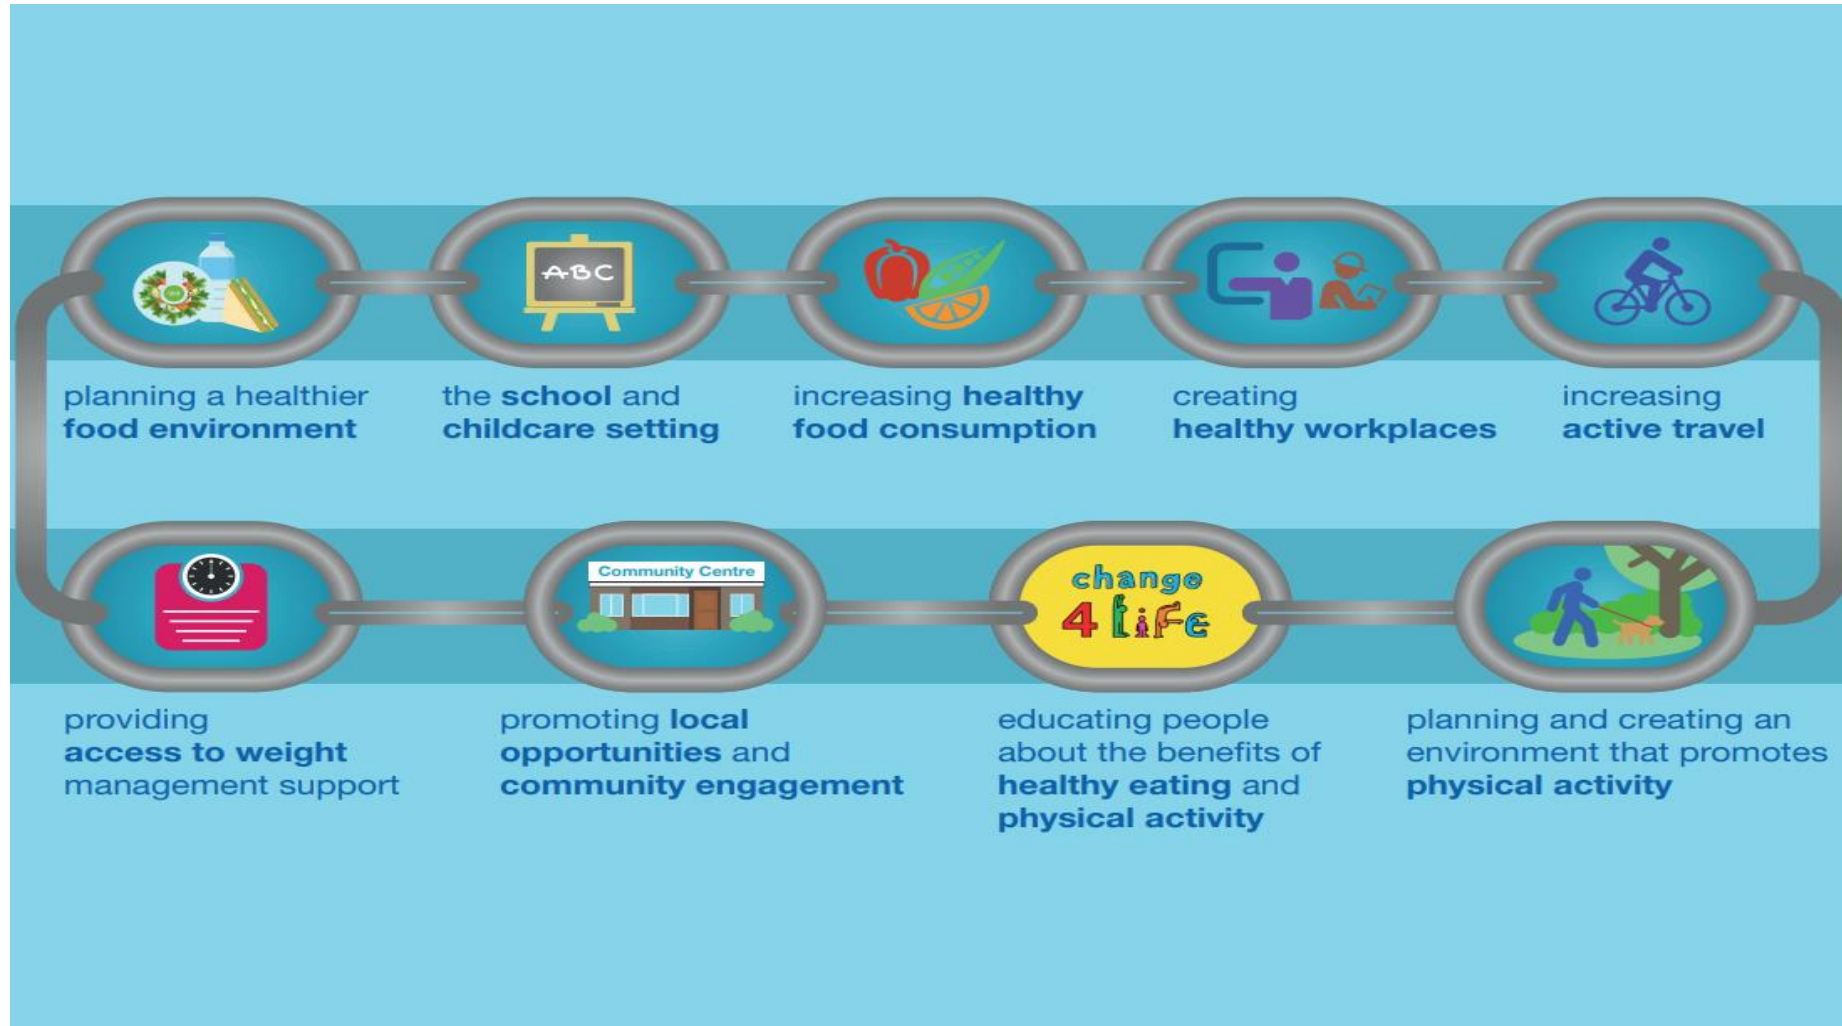 ABC
planning a healthier
food environment
the school and
childcare setting
increasing healthy
food consumption
creating
healthy workplaces
increasing
active travel
Community Centre
change
4 LiFe
providing
access to weight
management support
promoting local
opportunities and
community engagement
educating people
about the benefits of
healthy eating and
physical activity
planning and creating an
environment that promotes
physical activity